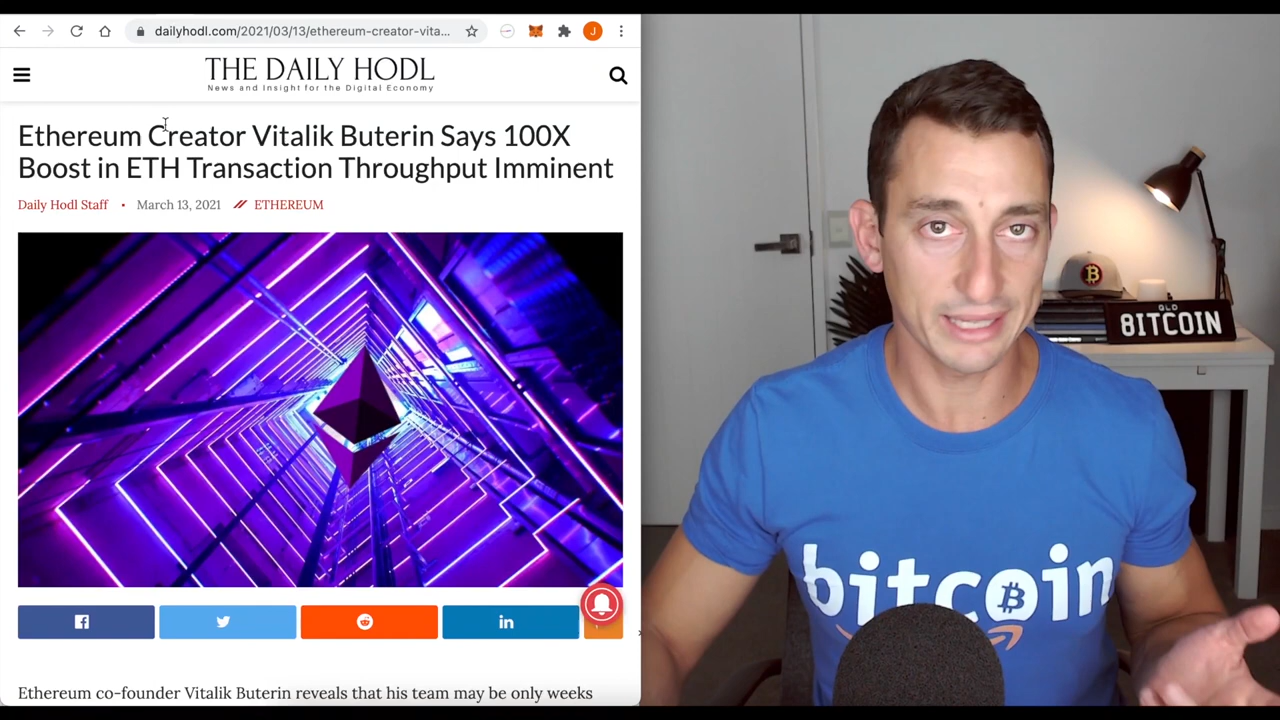 dailyhodl.com/2021/03/13/ethereum-creator-vita...
J
THE DAILY HODL
News and Insight for the Digital Economy
Ethereum Creator Vitalik Buterin Says 100X
Boost in ETH Transaction Throughput Imminent
Daily Hodl Staff • March 13, 2021 // ETHEREUM
Ethereum co-founder Vitalik Buterin reveals that his team may be only weeks
QLD
8ITCOIN
bitcoin